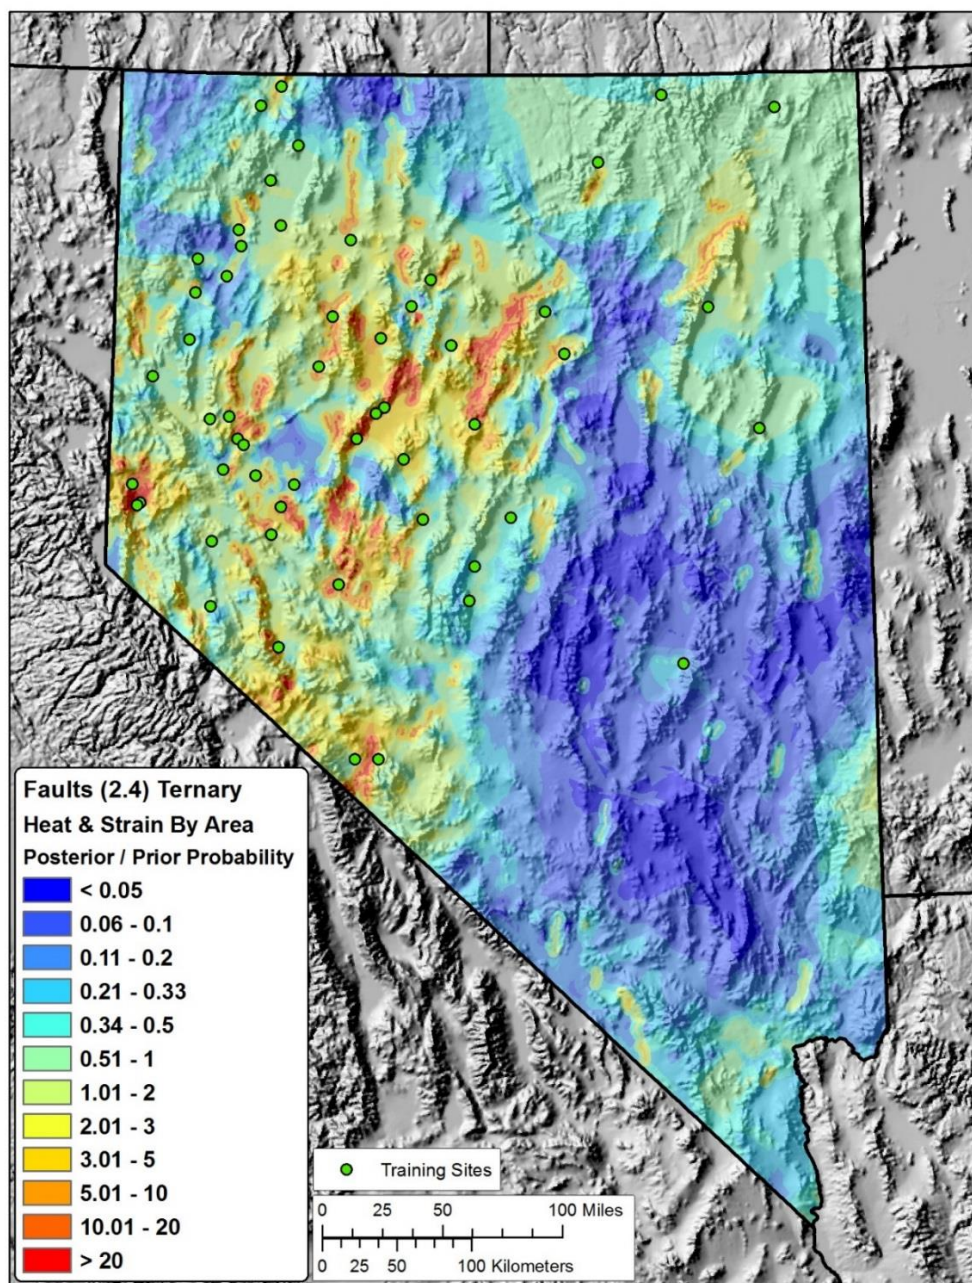 Faults (2.4) Ternary
Heat & Strain By Area
Posterior / Prior Probability
< 0.05
0.06 - 0.1
0.11 - 0.2
0.21 - 0.33
0.34 - 0.5
0.51 - 1
1.01 - 2
2.01 - 3
3.01 - 5
5.01 - 10
10.01 - 20
> 20
Training Sites
0 25 50 100 Miles
0 25 50 100 Kilometers